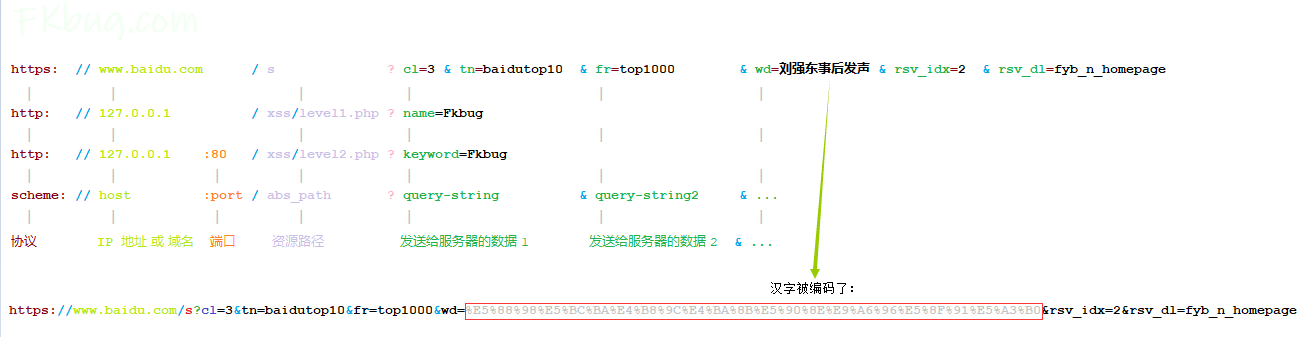 FKbug.com
https: // www.baidu.com / s ? cl=3 & tn=baidutop10 & fr=top1000 & wd=刘强东事后发声 & rsv_idx=2 & rsv_dl=fyb_n_homepage
| | | | | |
http: // 127.0.0.1 / xss/level1.php ? name=Fkbug
| | | | | |
http: // 127.0.0.1 :80 / xss/level2.php ? keyword=Fkbug
| | | | | | |
scheme: // host :port / abs_path ? query-string & query-string2 & ...
| | | | | | |
协议 IP 地址 或 域名 端口 资源路径 发送给服务器的数据 1 发送给服务器的数据 2 & ...
汉字被编码了:
https://www.baidu.com/s?cl=3&tn=baidutop10&fr=top1000&wd=%E5%88%98%E5%BC%BA%E4%B8%9C%E4%BA%8B%E5%90%8E%E9%A6%96%E5%8F%91%E5%A3%B0&rsv_idx=2&rsv_dl=fyb_n_homepage